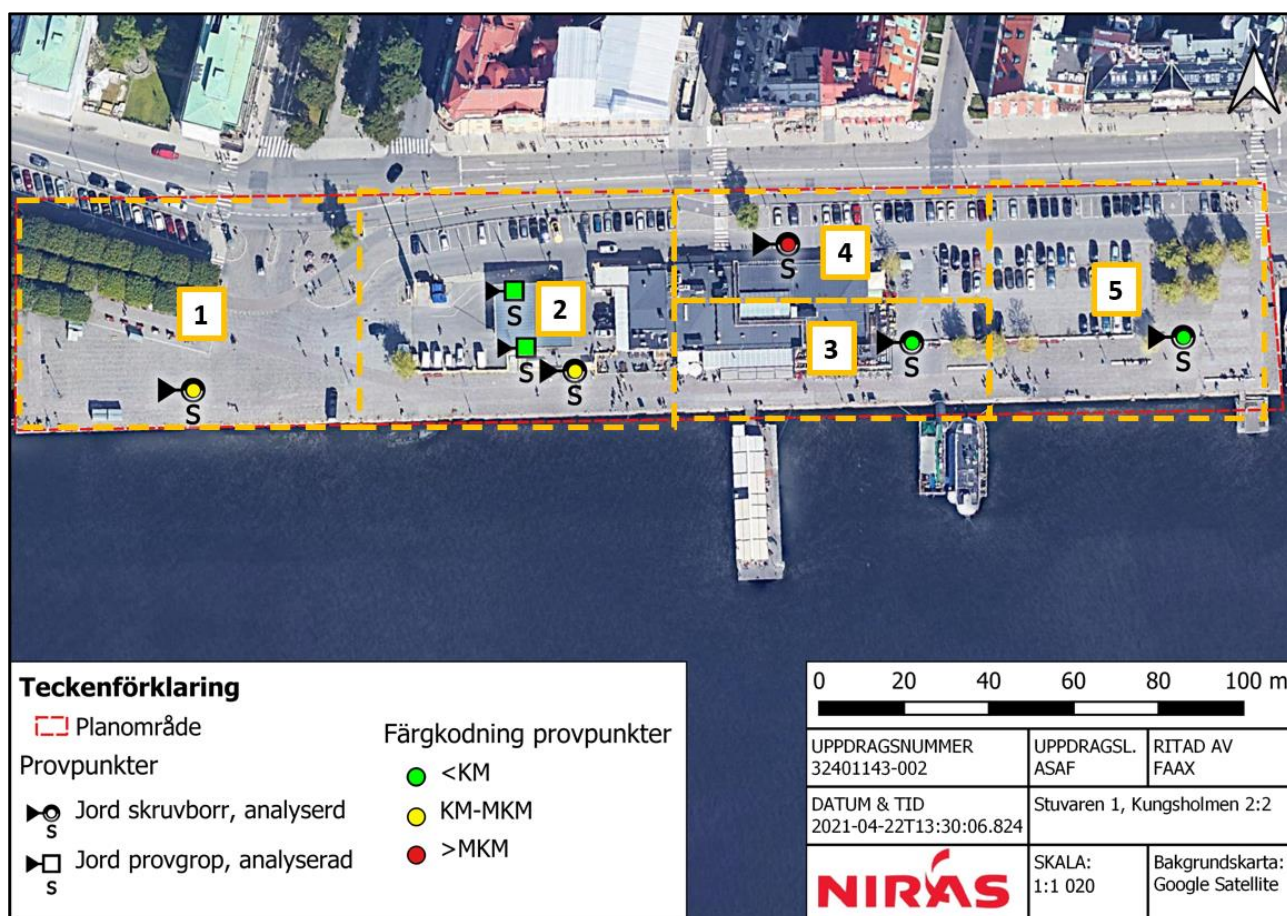 N
1
2
3
4
5
S
S
S
S
S
S
S
Teckenförklaring
Planområde
Provpunkter
S
Jord skruvborr, analyserd
S
Jord provgrop, analyserad
Färgkodning provpunkter
<KM
KM-MKM
>MKM
0 20 40 60 80 100 m
UPPDRAGSNUMMER
32401143-002
UPPDRAGSL.
ASAF
RITAD AV
FAAX
DATUM & TID
2021-04-22T13:30:06.824
Stuvaren 1, Kungsholmen 2:2
NIRAS
SKALA:
1:1 020
Bakgrundskarta:
Google Satellite